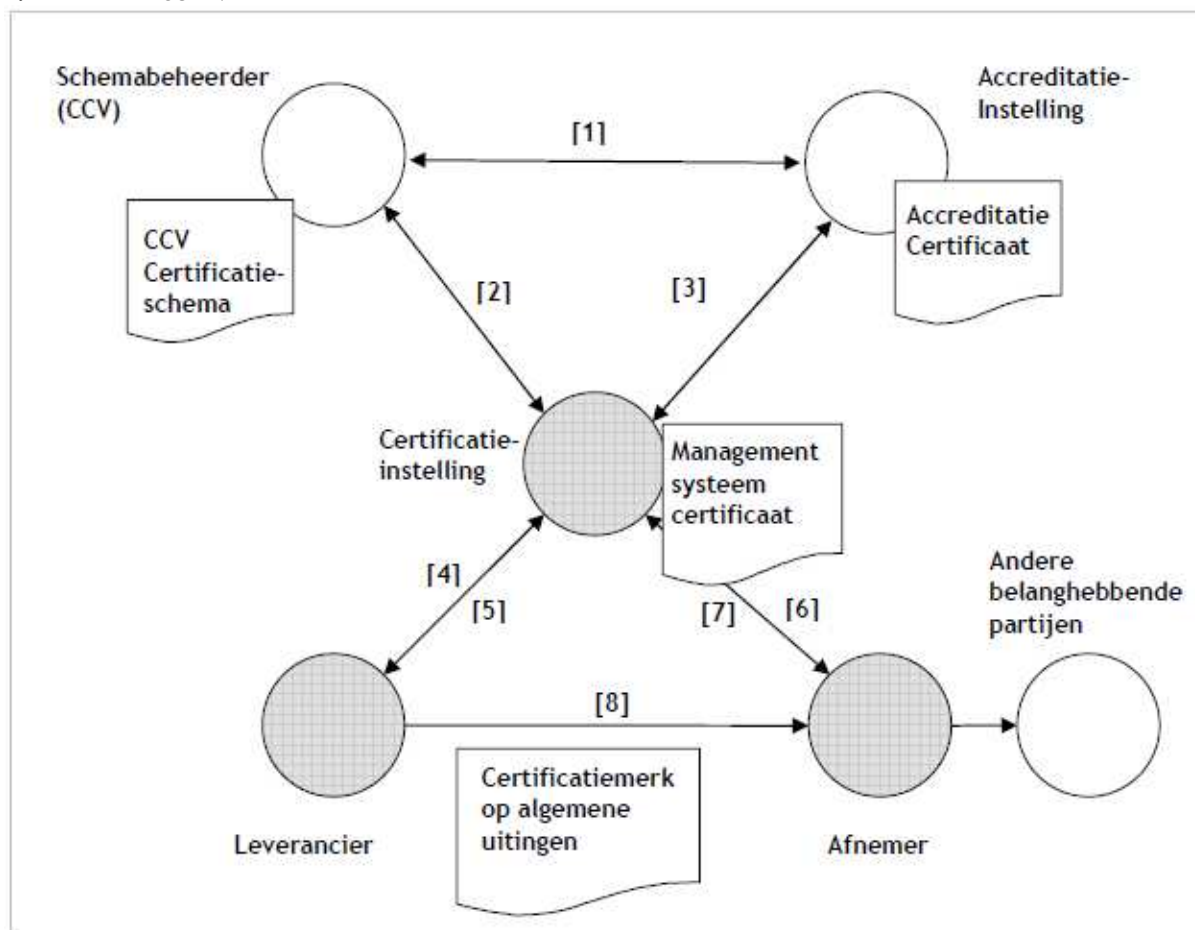 Schemabeheerder
(CCV)
Accreditatie-
Instelling
[1]
CCV
Certificatie-
schema
Accreditatie
Certificaat
[2]
[3]
Certificatie-
instelling
Management
systeem
certificaat
[4]
[5]
[7]
[6]
Andere
belanghebbende
partijen
[8]
Certificatiemerk
op algemene
uitingen
Leverancier
Afnemer